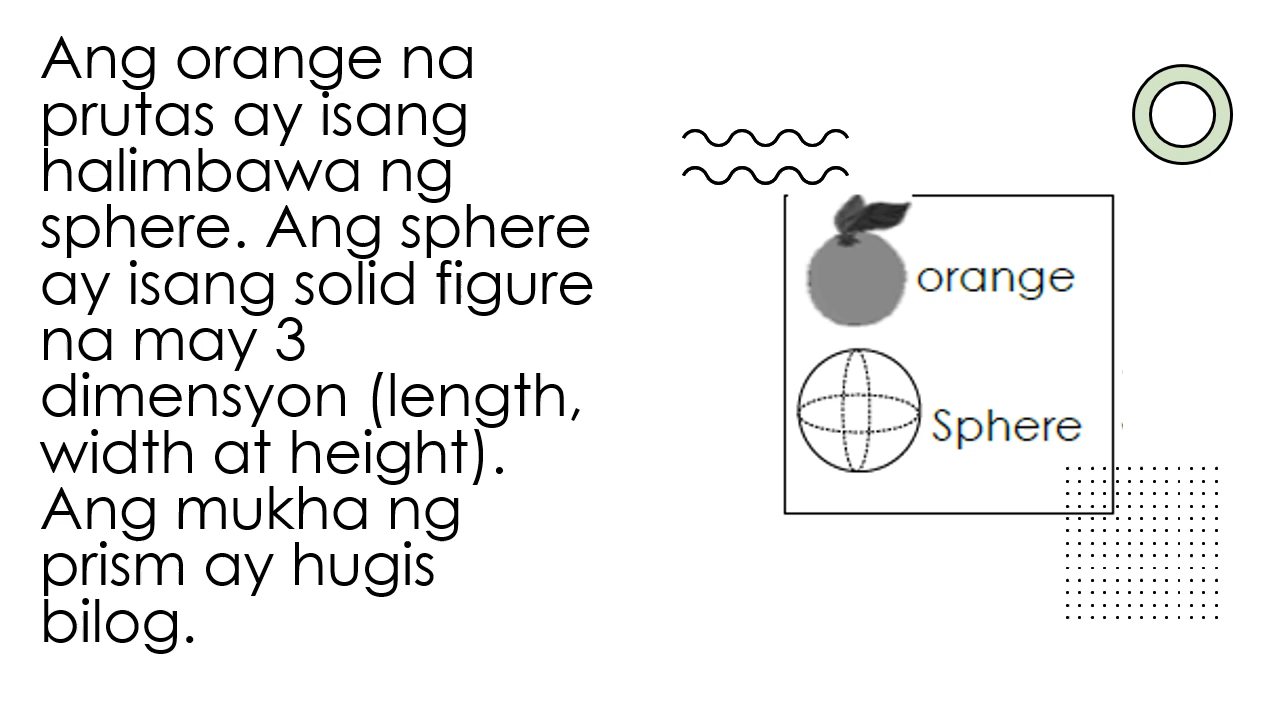 Ang orange na
prutas ay isang
halimbawa ng
sphere. Ang sphere
ay isang solid figure
na may 3
dimensyon (length,
width at height).
Ang mukha ng
prism ay hugis
bilog.
orange
Sphere